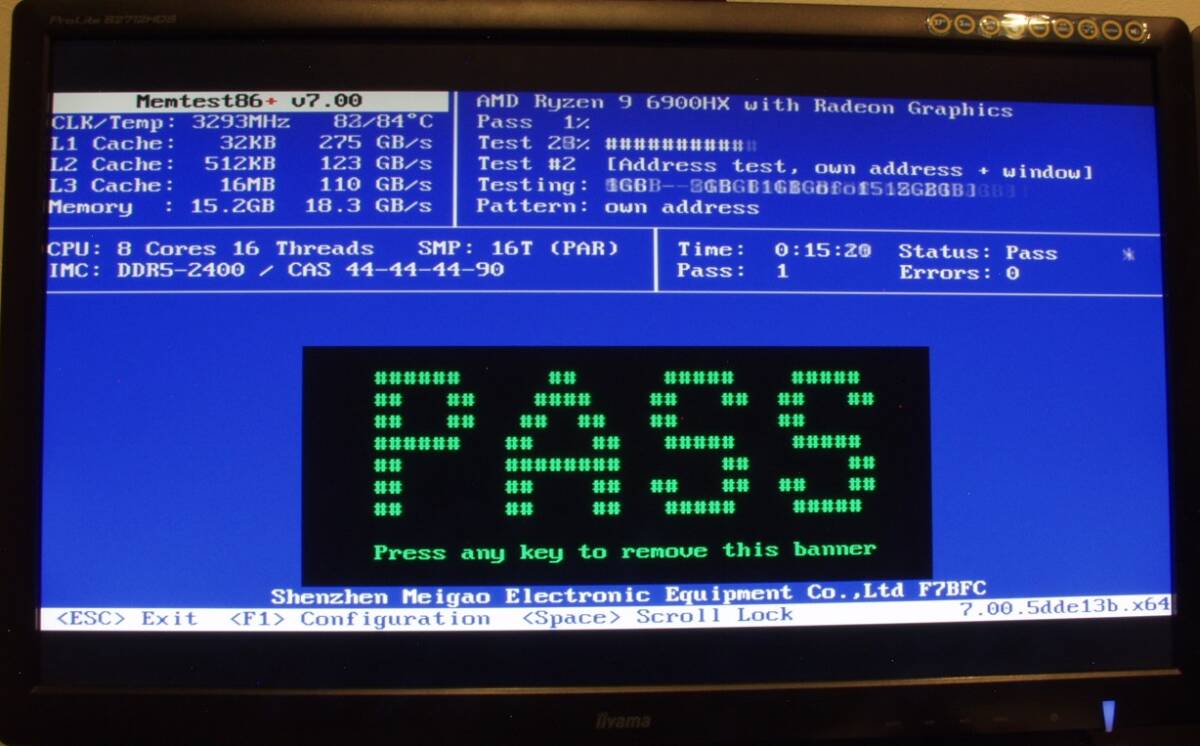 ProLite B2712HDS
Memtest86+ v7.00
CLK/Temp: 3293MHz 82/84°C
L1 Cache: 32KB 275 GB/s
L2 Cache: 512KB 123 GB/s
L3 Cache: 16MB 110 GB/s
Memory : 15.2GB 18.3 GB/s
AMD Ryzen 9 6900HX with Radeon Graphics
Pass 1%
Test ##########
Test #2 [Address test, own address + window]
Testing:
Pattern: own address
CPU: 8 Cores 16 Threads SMP: 16T (PAR)
IMC: DDR5-2400 / CAS 44-44-44-90
Time: 0:15:20 Status: Pass *
Pass: 1 Errors: 0
PASS
Press any key to remove this banner
Shenzhen Meigao Electronic Equipment Co.,Ltd F7BFC
<ESC> Exit <F1> Configuration <Space> Scroll Lock 7.00.5dde13b.x64
iiyama